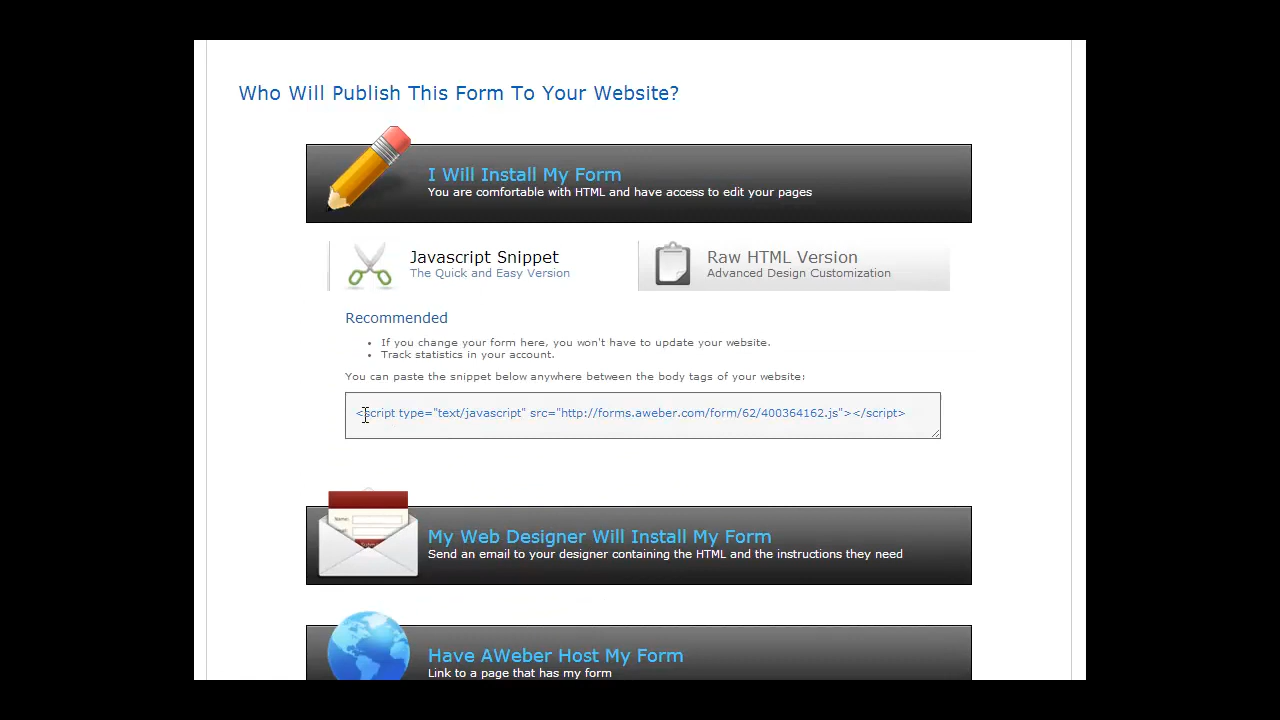 Who Will Publish This Form To Your Website?
I Will Install My Form
You are comfortable with HTML and have access to edit your pages
Javascript Snippet
The Quick and Easy Version
Raw HTML Version
Advanced Design Customization
Recommended
If you change your form here, you won't have to update your website.
Track statistics in your account.
You can paste the snippet below anywhere between the body tags of your website:
<script type="text/javascript" src="http://forms.aweber.com/form/62/400364162.js"></script>
Name:
My Web Designer Will Install My Form
Send an email to your designer containing the HTML and the instructions they need
Have AWeber Host My Form
Link to a page that has my form